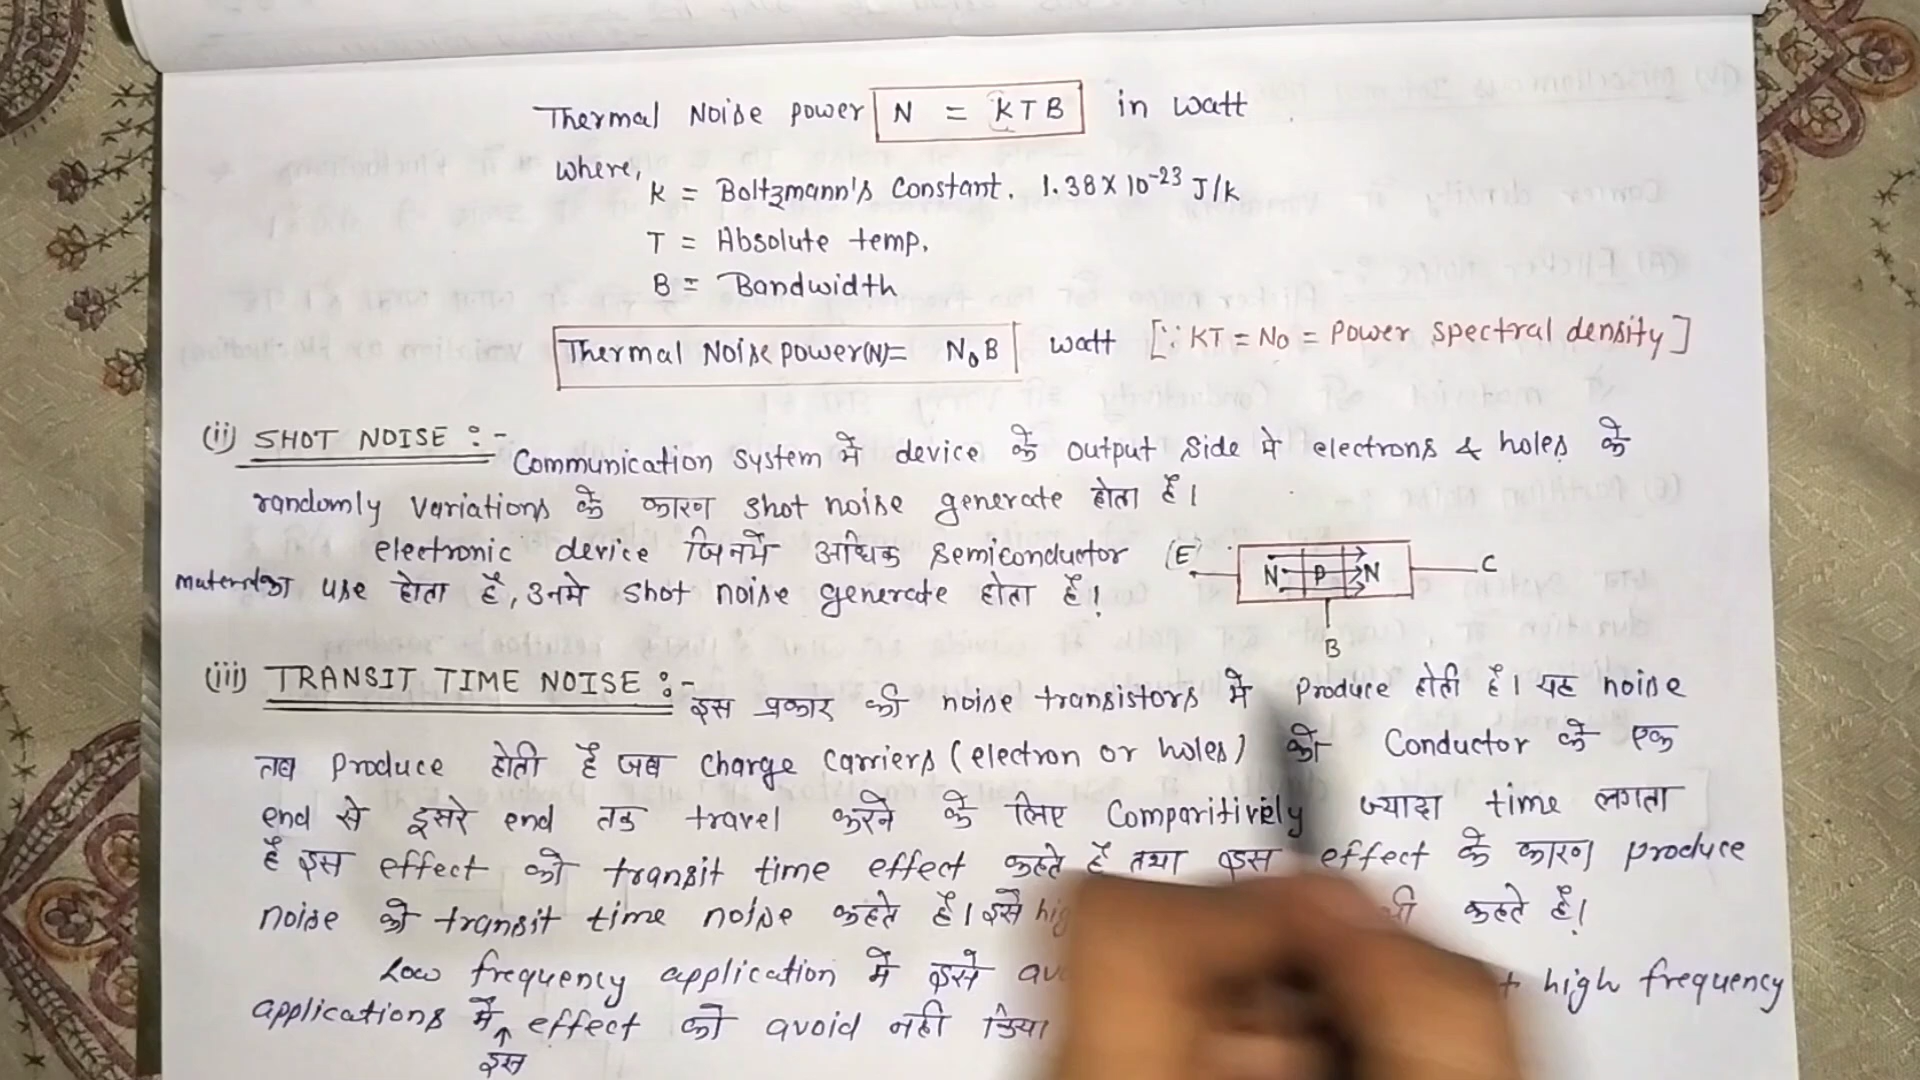 Thermal Noise power N = KTB in watt
where,
K = Boltzmann's Constant. 1.38 × 10⁻²³ J/K
T = Absolute temp.
B = Bandwidth
Thermal Noise power(N) = N₀B watt [∵ KT = No = Power spectral density]
(ii) SHOT NOISE :- Communication system में device के output side में electrons & holes के
randomly variations के कारण shot noise generate होता है।
electronic device जिनमें अधिक semiconductor
material का use होता है, उनमे shot noise generate होता है।
E N P N C
B
(iii) TRANSIT TIME NOISE :- इस प्रकार की noise transistors में produce होती है। यह noise
तब produce होती है जब charge carriers (electron or holes) को Conductor के एक
end से दूसरे end तक travel करने के लिए Comparitively ज्यादा time लगता
है इस effect को transit time effect कहते हैं तथा इस effect के कारण produce
noise को transit time noise कहते हैं। इसे कहते हैं।
Low frequency application में इसे high frequency
applications में effect को avoid नही किया
इस